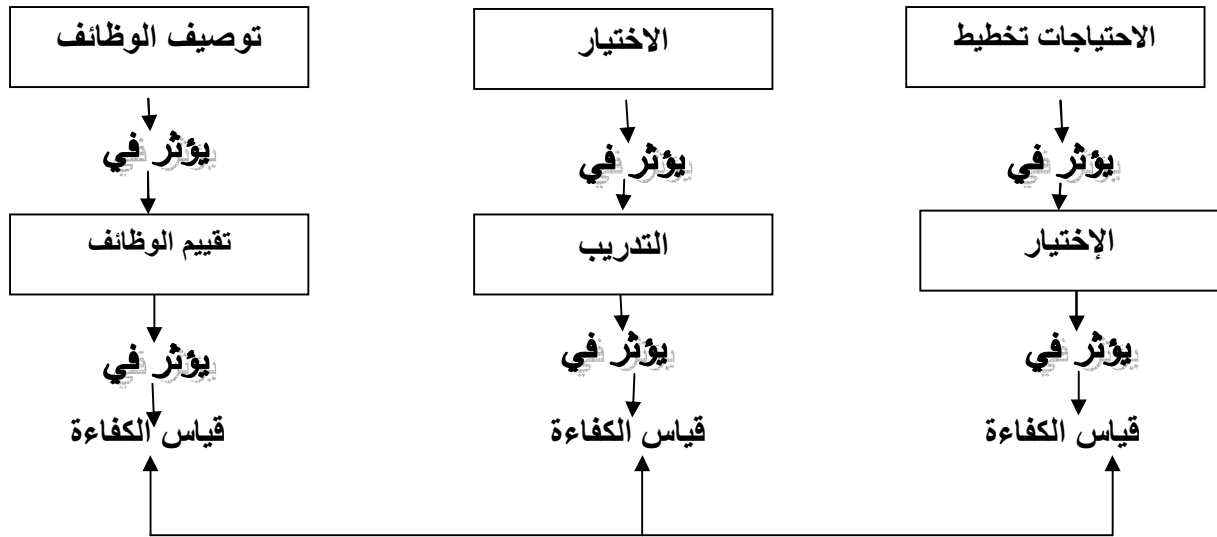 الاحتياجات تخطيط
الاختيار
توصيف الوظائف
يؤثر في
يؤثر في
يؤثر في
الإختيار
التدريب
تقييم الوظائف
يؤثر في
يؤثر في
يؤثر في
قياس الكفاءة
قياس الكفاءة
قياس الكفاءة